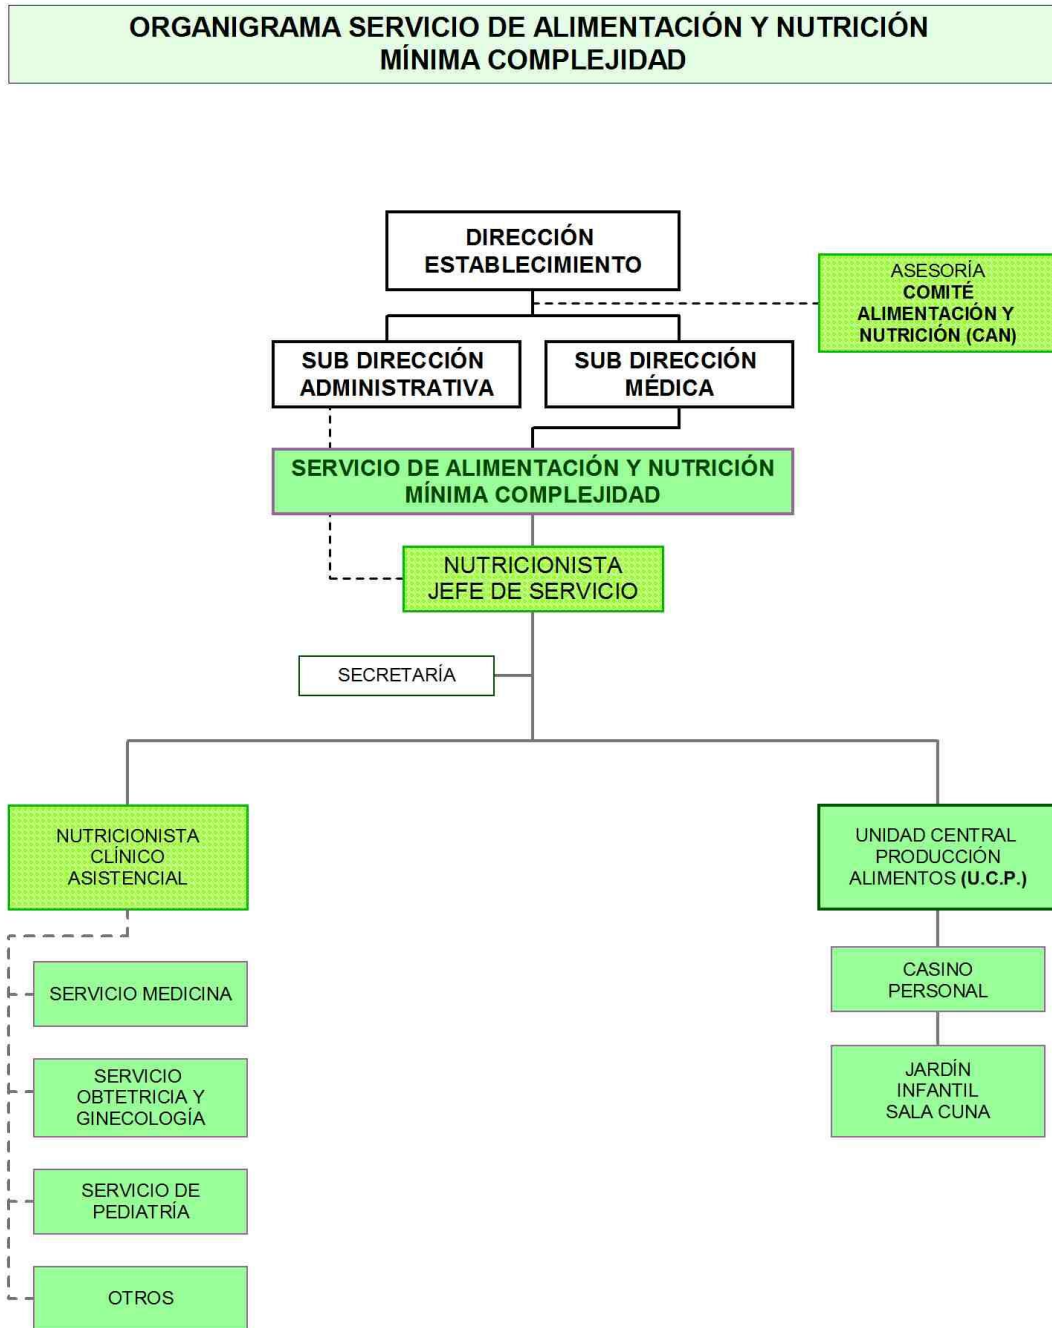 ORGANIGRAMA SERVICIO DE ALIMENTACIÓN Y NUTRICIÓN
MÍNIMA COMPLEJIDAD
DIRECCIÓN
ESTABLECIMIENTO
ASESORÍA
COMITÉ
ALIMENTACIÓN Y
NUTRICIÓN (CAN)
SUB DIRECCIÓN
ADMINISTRATIVA
SUB DIRECCIÓN
MÉDICA
SERVICIO DE ALIMENTACIÓN Y NUTRICIÓN
MÍNIMA COMPLEJIDAD
NUTRICIONISTA
JEFE DE SERVICIO
SECRETARÍA
NUTRICIONISTA
CLÍNICO
ASISTENCIAL
UNIDAD CENTRAL
PRODUCCIÓN
ALIMENTOS (U.C.P.)
SERVICIO MEDICINA
SERVICIO
OBTETRICIA Y
GINECOLOGÍA
SERVICIO DE
PEDIATRÍA
OTROS
CASINO
PERSONAL
JARDÍN
INFANTIL
SALA CUNA